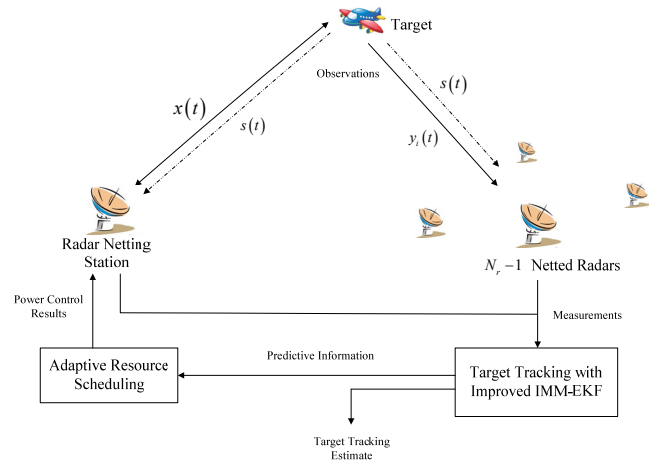 Target
Observations
x(t)
s(t)
s(t)
y_i(t)
Radar Netting
Station
N_r −1 Netted Radars
Power Control
Results
Measurements
Adaptive Resource
Scheduling
Predictive Information
Target Tracking with
Improved IMM-EKF
Target Tracking
Estimate